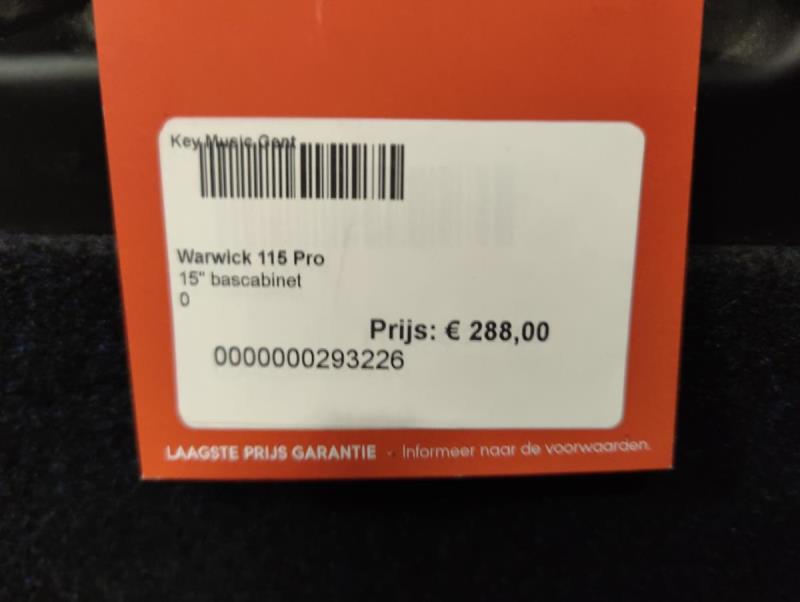 Key Music Gent
Warwick 115 Pro
15" bascabinet
0
Prijs: € 288,00
0000000293226
LAAGSTE PRIJS GARANTIE - Informeer naar de voorwaarden.